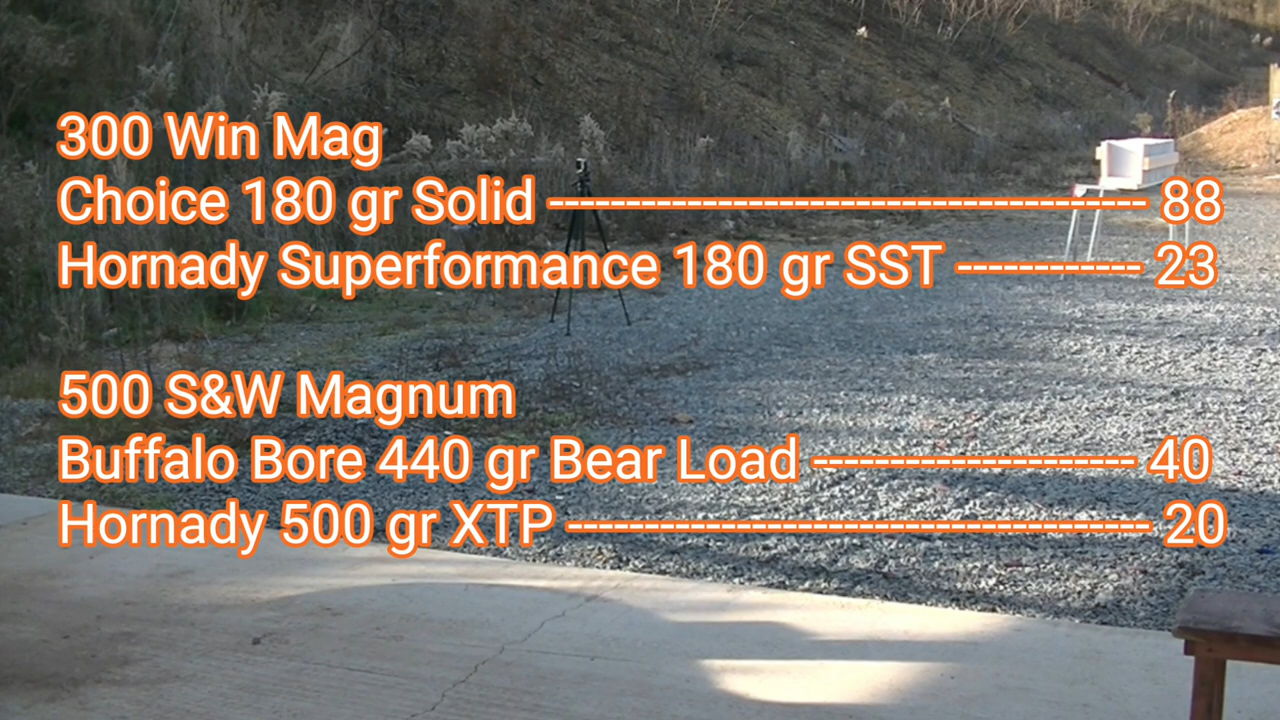 300 Win Mag
Choice 180 gr Solid --------------------------------------- 88
Hornady Superformance 180 gr SST ------------ 23
500 S&W Magnum
Buffalo Bore 440 gr Bear Load --------------------- 40
Hornady 500 gr XTP -------------------------------------- 20